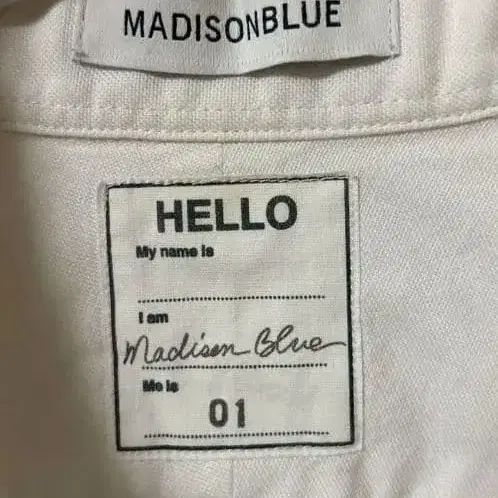 MADISONBLUE
HELLO
My name is
I am
Madison Blue
Me is
01